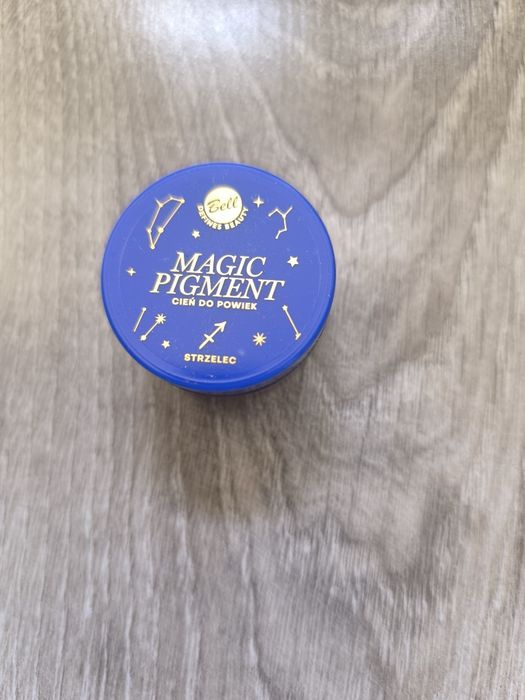 Bell
DEFINES BEAUTY
MAGIC
PIGMENT
CIEŃ DO POWIEK
STRZELEC